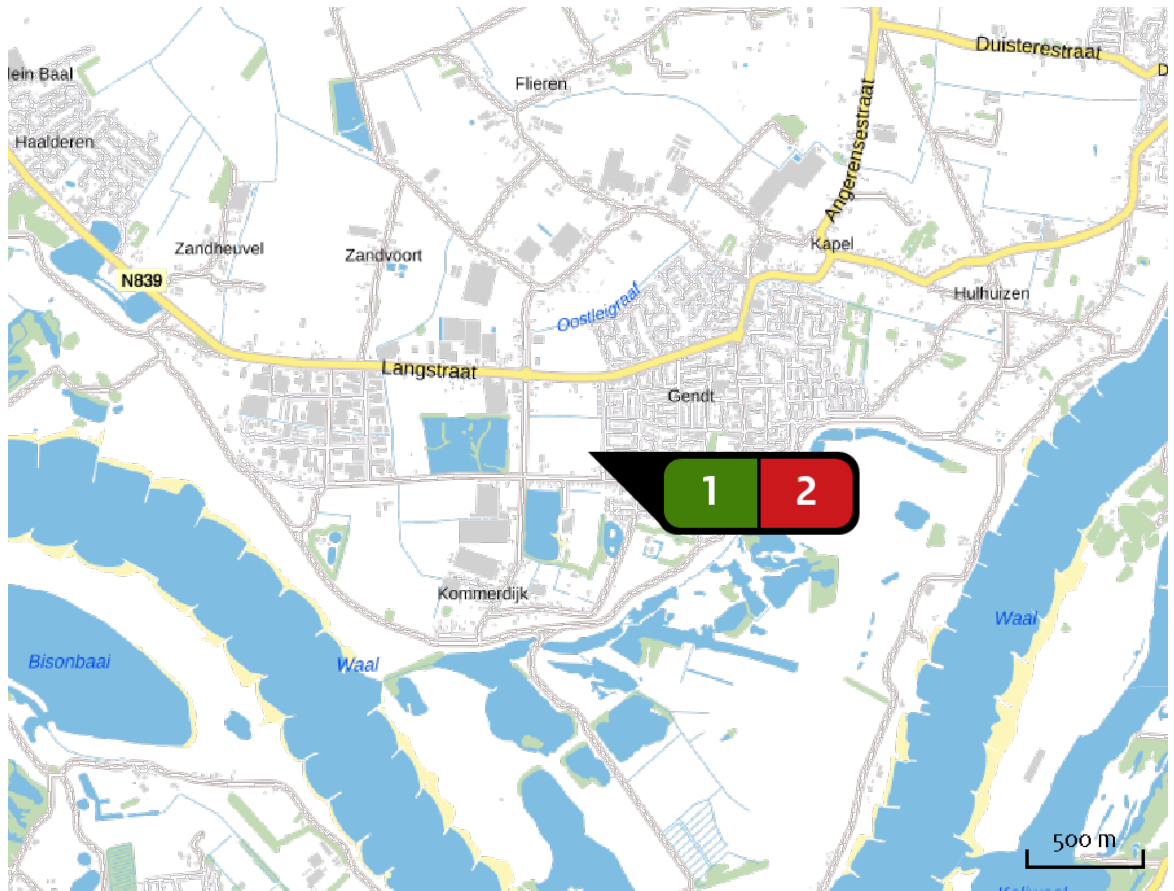 Duisterestraat
D
lein Baal
Flieren
Angerensestraat
Haalderen
Zandheuvel
Zandvoort
Kapel
N839
Hulhuizen
Oostleigraaf
Langstraat
Gendt
1 2
Kommerdijk
Waal
Bisonbaai
Waal
500 m